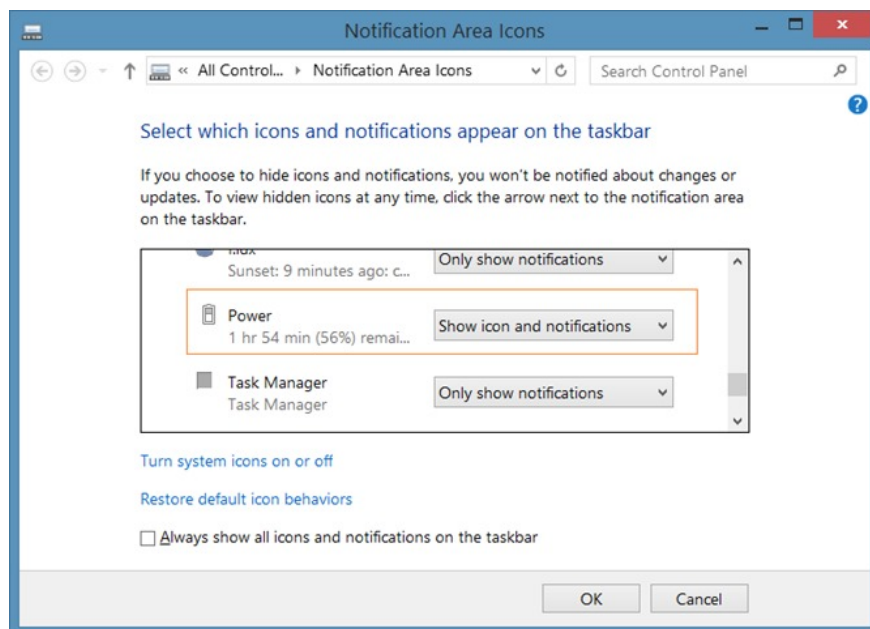 Notification Area Icons
« All Control... ▸ Notification Area Icons
Search Control Panel
Select which icons and notifications appear on the taskbar
If you choose to hide icons and notifications, you won't be notified about changes or
updates. To view hidden icons at any time, click the arrow next to the notification area
on the taskbar.
Only show notifications
Sunset: 9 minutes ago: c...
Power
Show icon and notifications
1 hr 54 min (56%) remai...
Task Manager
Only show notifications
Task Manager
Turn system icons on or off
Restore default icon behaviors
Always show all icons and notifications on the taskbar
OK
Cancel